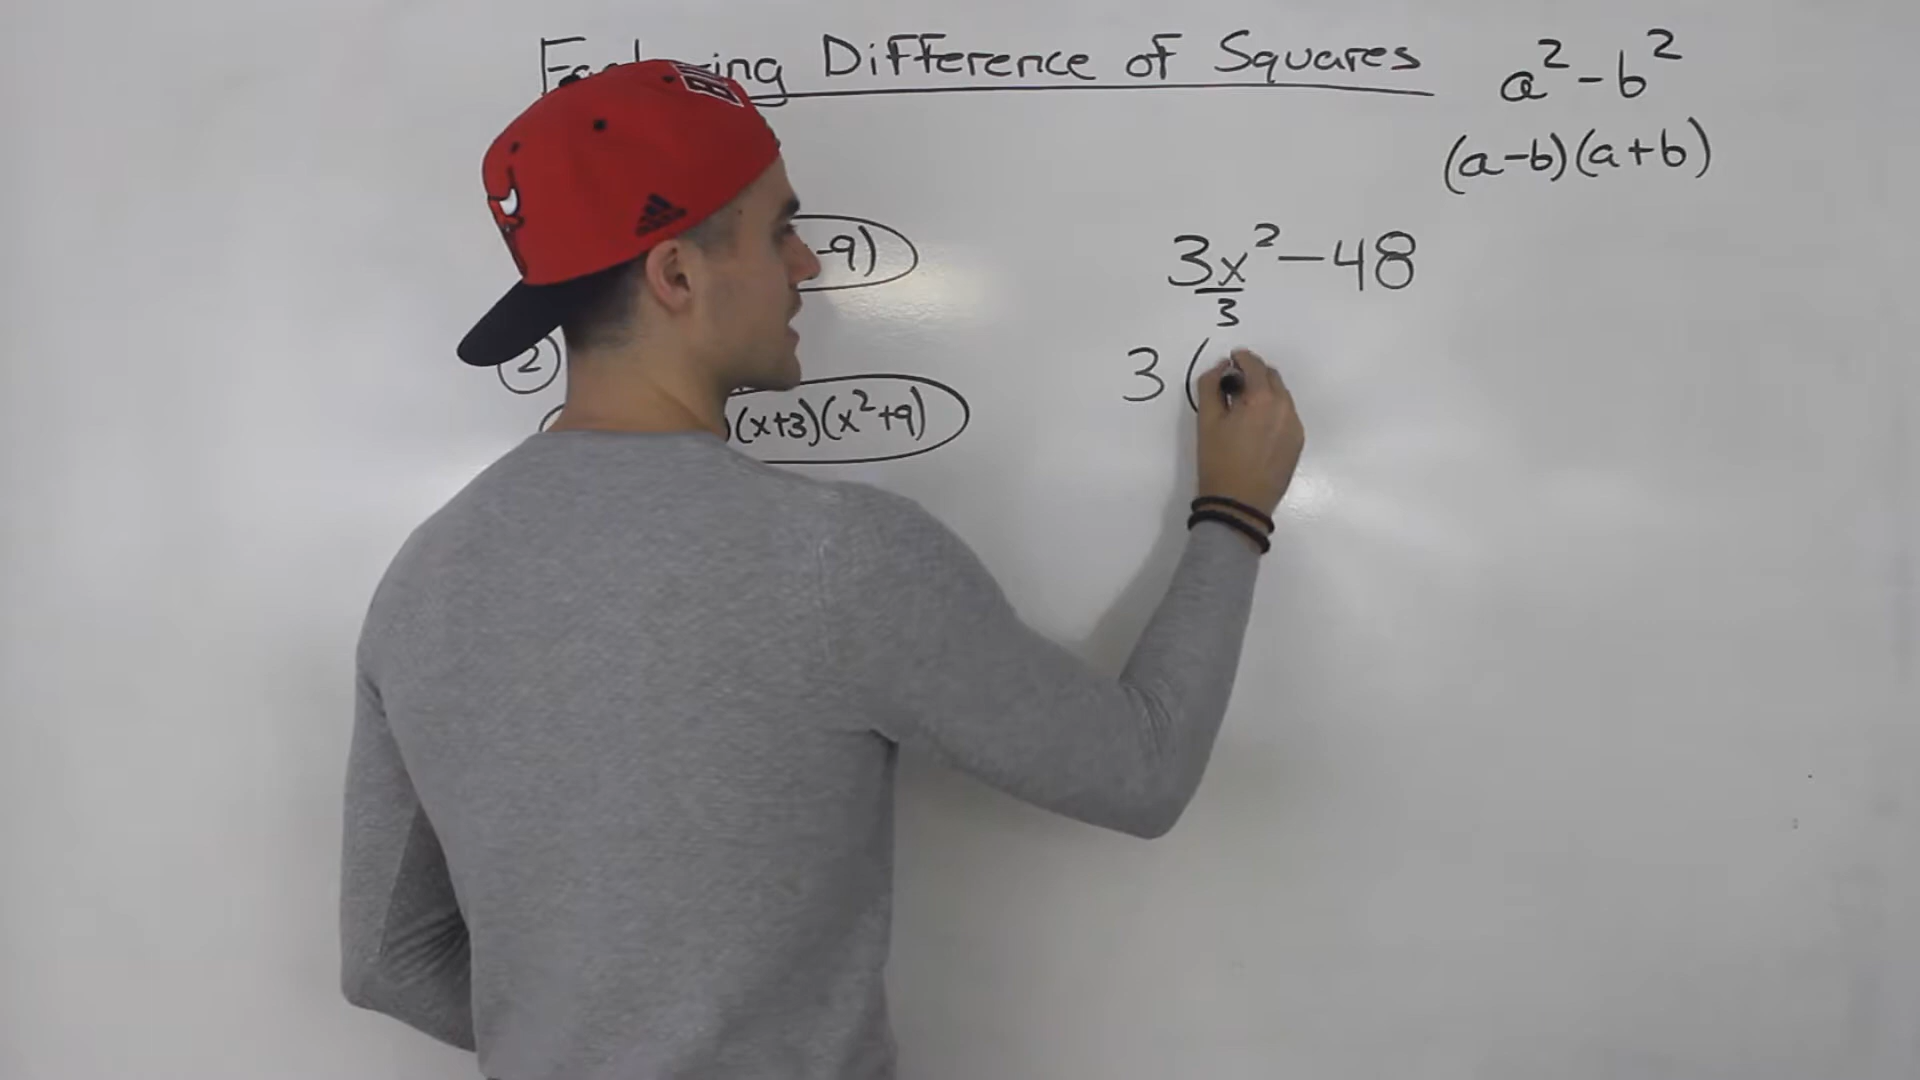 Difference of Squares
a² - b²
(a-b)(a+b)
-9)
3x² - 48
3
2
3 (
(x+3)(x²+9)